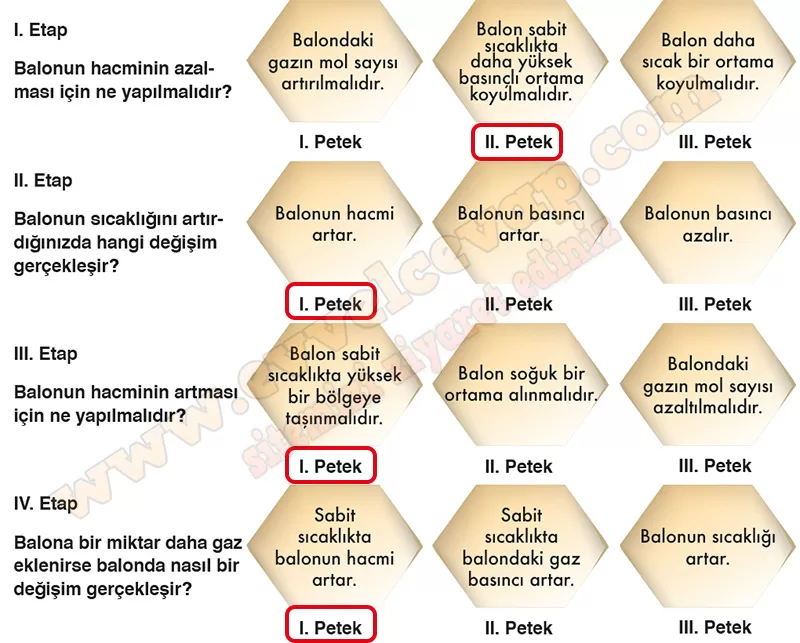 I. Etap
Balonun hacminin azal-
ması için ne yapılmalıdır?
Balondaki
gazın mol sayısı
artırılmalıdır.
I. Petek
Balon sabit
sıcaklıkta
daha yüksek
basınçlı ortama
koyulmalıdır.
II. Petek
Balon daha
sıcak bir ortama
koyulmalıdır.
III. Petek
II. Etap
Balonun sıcaklığını artır-
dığınızda hangi değişim
gerçekleşir?
Balonun hacmi
artar.
I. Petek
Balonun basıncı
artar.
II. Petek
Balonun basıncı
azalır.
III. Petek
III. Etap
Balonun hacminin artması
için ne yapılmalıdır?
Balon sabit
sıcaklıkta yüksek
bir bölgeye
taşınmalıdır.
I. Petek
Balon soğuk bir
ortama alınmalıdır.
II. Petek
Balondaki
gazın mol sayısı
azaltılmalıdır.
III. Petek
IV. Etap
Balona bir miktar daha gaz
eklenirse balonda nasıl bir
değişim gerçekleşir?
Sabit
sıcaklıkta
balonun hacmi
artar.
I. Petek
Sabit
sıcaklıkta
balondaki gaz
basıncı artar.
II. Petek
Balonun sıcaklığı
artar.
III. Petek
www.evvelcevap.com
sitemizi ziyaret ediniz